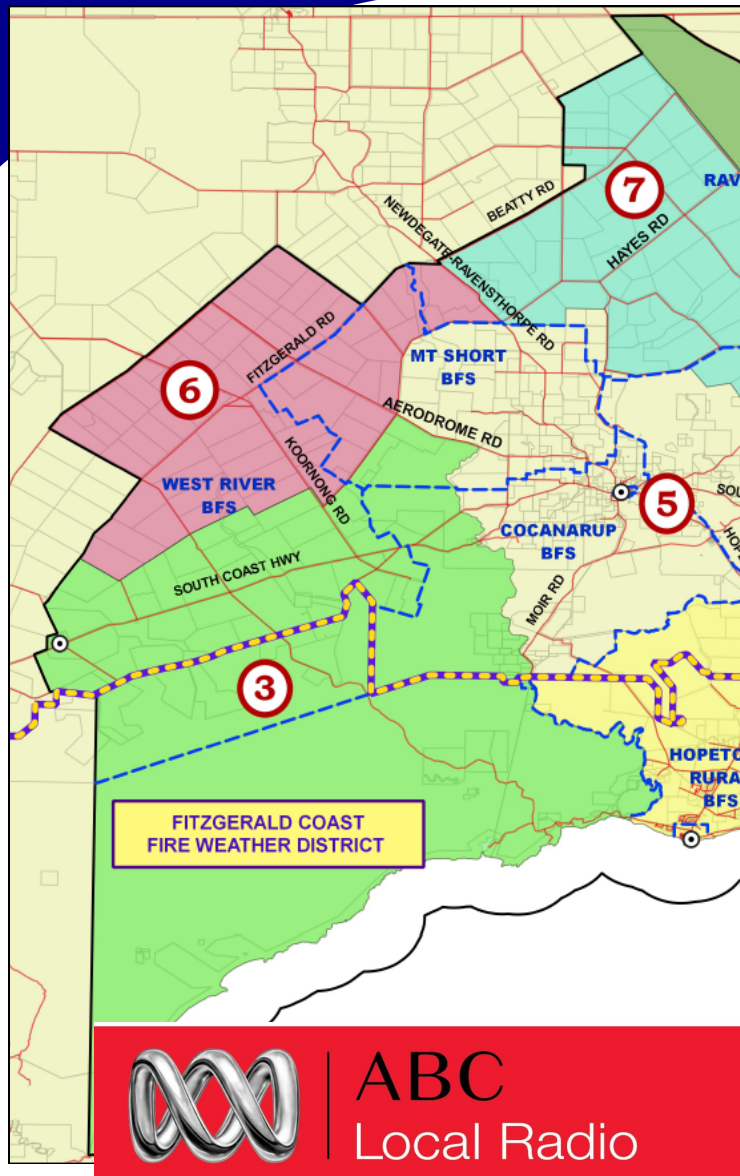 7
RAV
BEATTY RD
NEWDEGATE-RAVENSTHORPE RD
HAYES RD
FITZGERALD RD
MT SHORT
BFS
6
AERODROME RD
KOORNONG RD
WEST RIVER
BFS
5
SOU
COCANARUP
BFS
HOPE
SOUTH COAST HWY
MOIR RD
3
HOPETO
RURA
BFS
FITZGERALD COAST
FIRE WEATHER DISTRICT
ABC
Local Radio